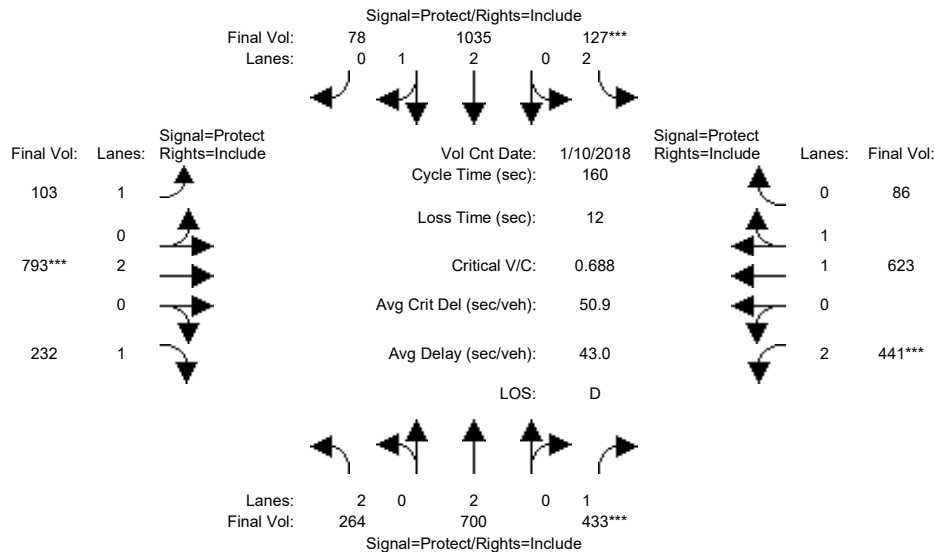 Signal=Protect/Rights=Include
Final Vol: 78 1035 127***
Lanes: 0 1 2 0 2
Signal=Protect
Final Vol: Lanes: Rights=Include
Vol Cnt Date: 1/10/2018
Signal=Protect
Rights=Include Lanes: Final Vol:
Cycle Time (sec): 160
103 1
0 86
Loss Time (sec): 12
0
1
793*** 2
Critical V/C: 0.688
1 623
0
Avg Crit Del (sec/veh): 50.9
0
232 1
Avg Delay (sec/veh): 43.0
2 441***
LOS: D
Lanes: 2 0 2 0 1
Final Vol: 264 700 433***
Signal=Protect/Rights=Include